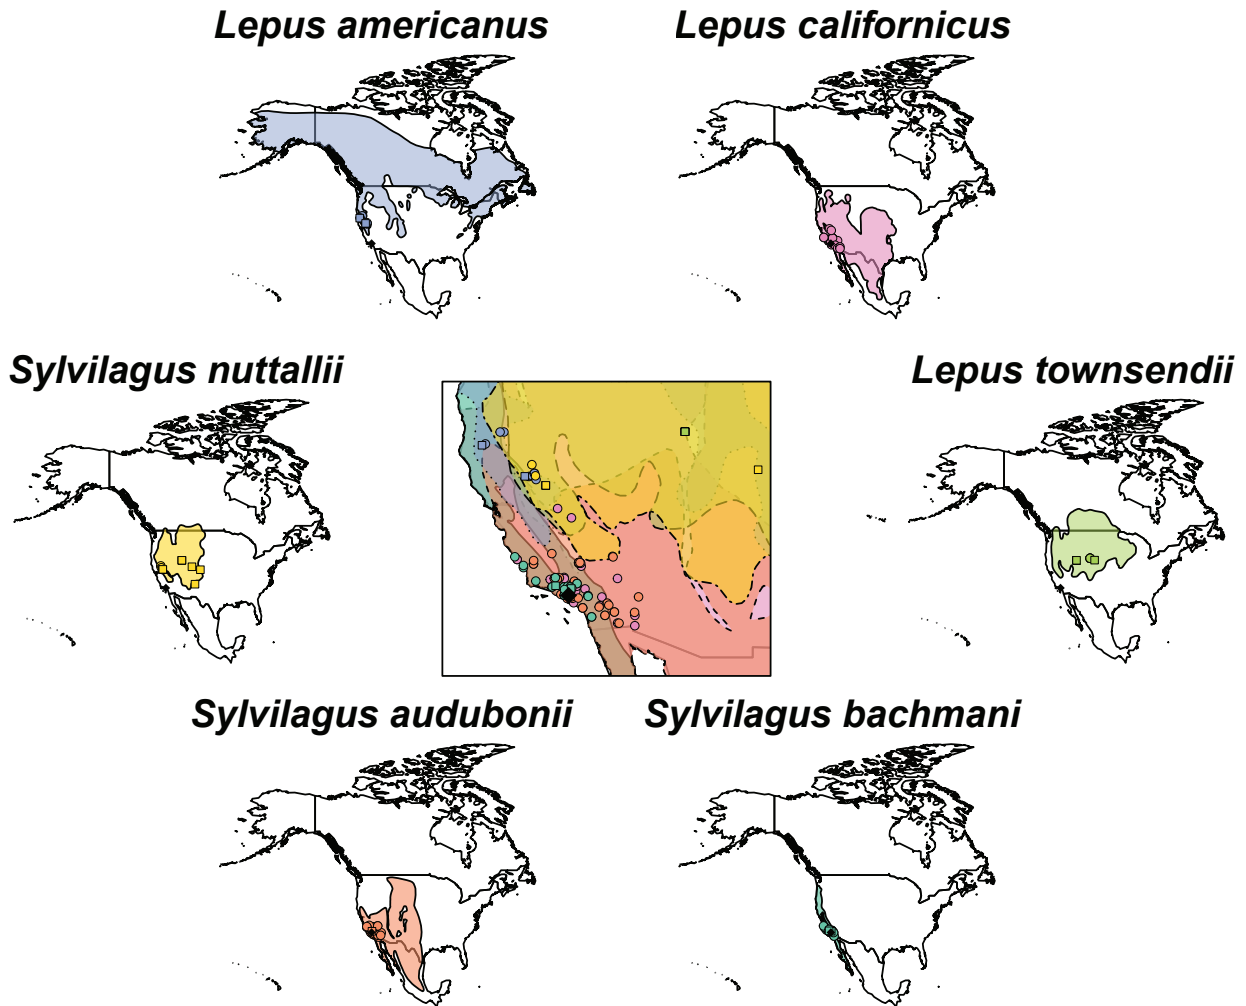 Lepus americanus
Lepus californicus
Sylvilagus nuttallii
Lepus townsendii
Sylvilagus audubonii
Sylvilagus bachmani